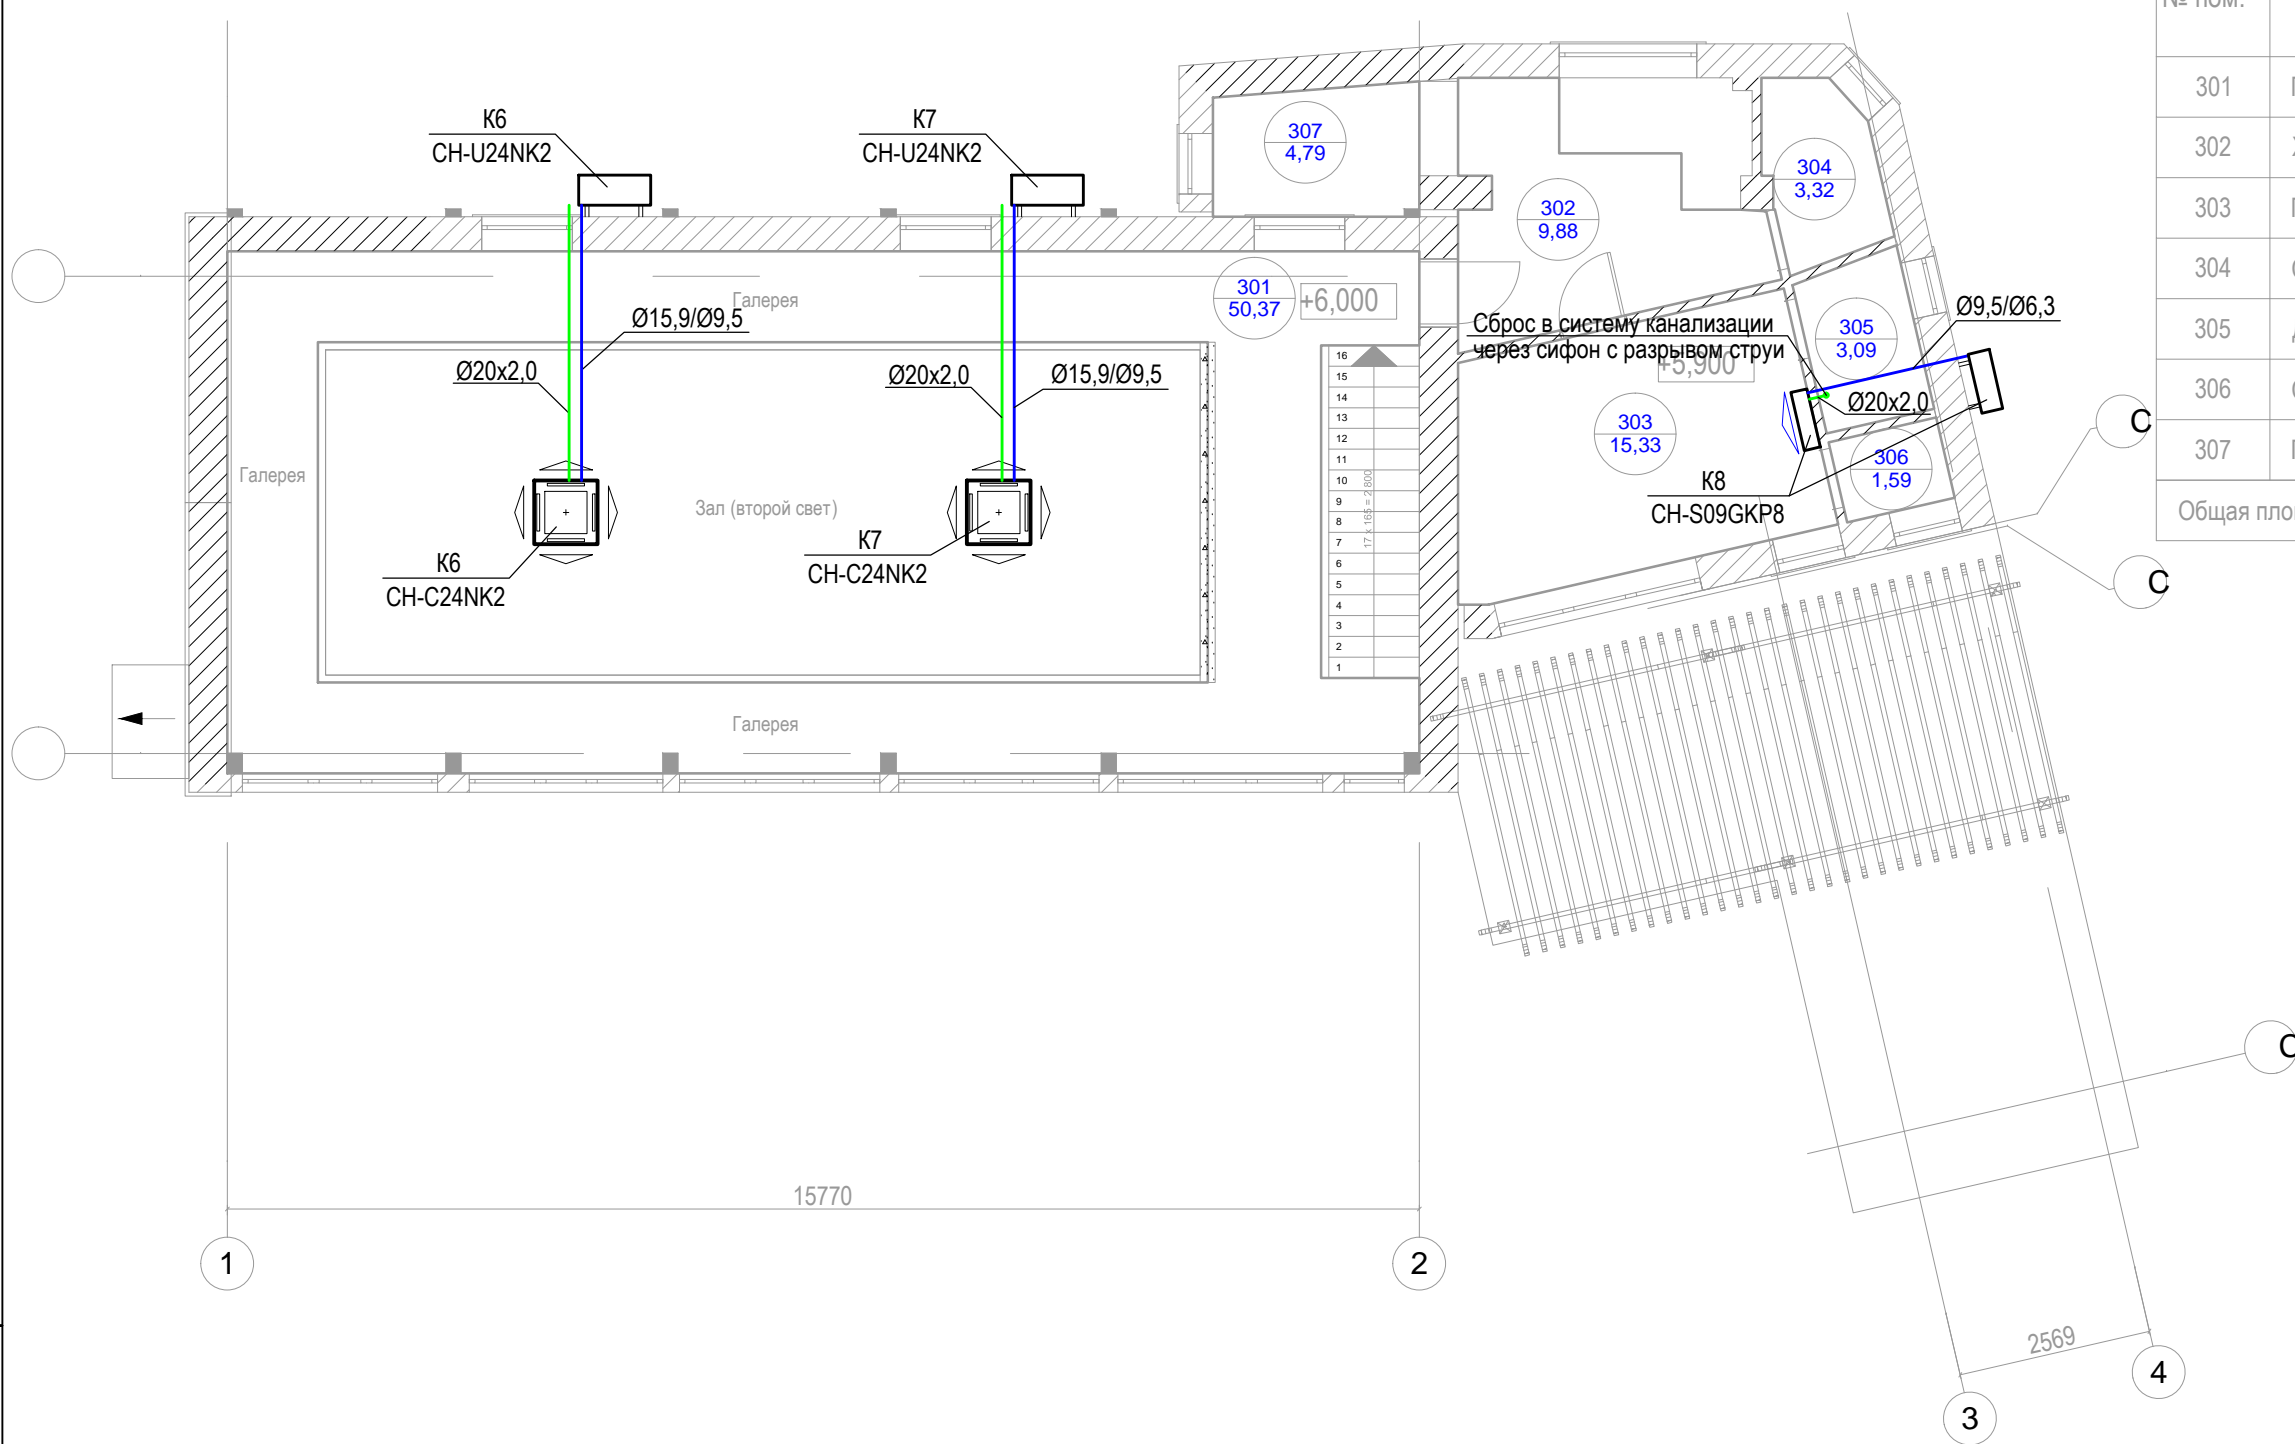 № пом.
301
302
303
304
305
306
307
Общая
К6
CH-U24NK2
К7
CH-U24NK2
307
4,79
304
3,32
302
9,88
301
50,37
+6,000
Галерея
Ø15,9/Ø9,5
Ø20x2,0
Ø20x2,0
Ø15,9/Ø9,5
Сброс в систему канализации
через сифон с разрывом струи
+5,900
305
3,09
Ø9,5/Ø6,3
Ø20x2,0
303
15,33
306
1,59
К8
CH-S09GKP8
С
С
Галерея
Зал (второй свет)
К6
CH-C24NK2
К7
CH-C24NK2
16
15
14
13
12
11
10
9
8
7
6
5
4
3
2
1
17 x 165 = 2 800
Галерея
15770
1
2
2569
3
4